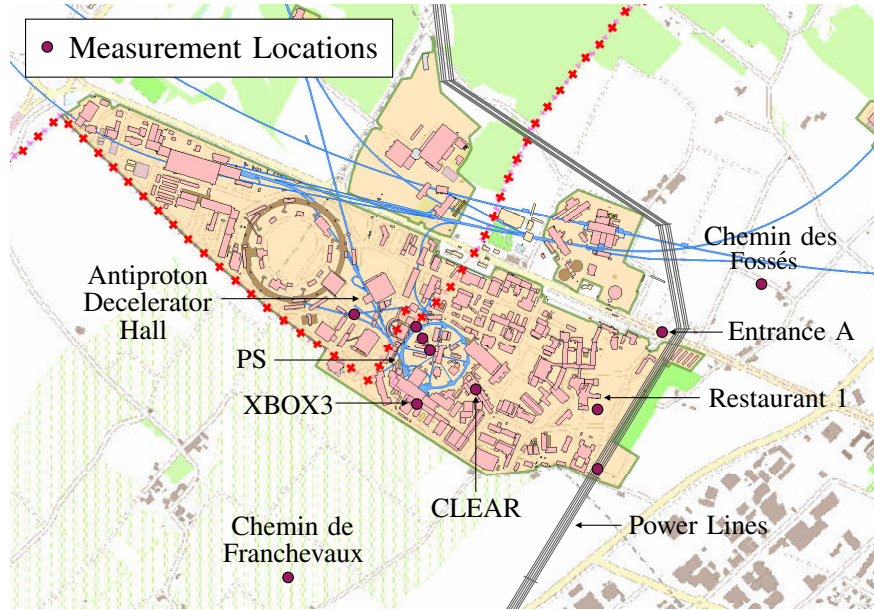 Measurement Locations
Chemin des
Fossés
Antiproton
Decelerator
Hall
Entrance A
PS
XBOX3
Restaurant 1
CLEAR
Power Lines
Chemin de
Franchevaux